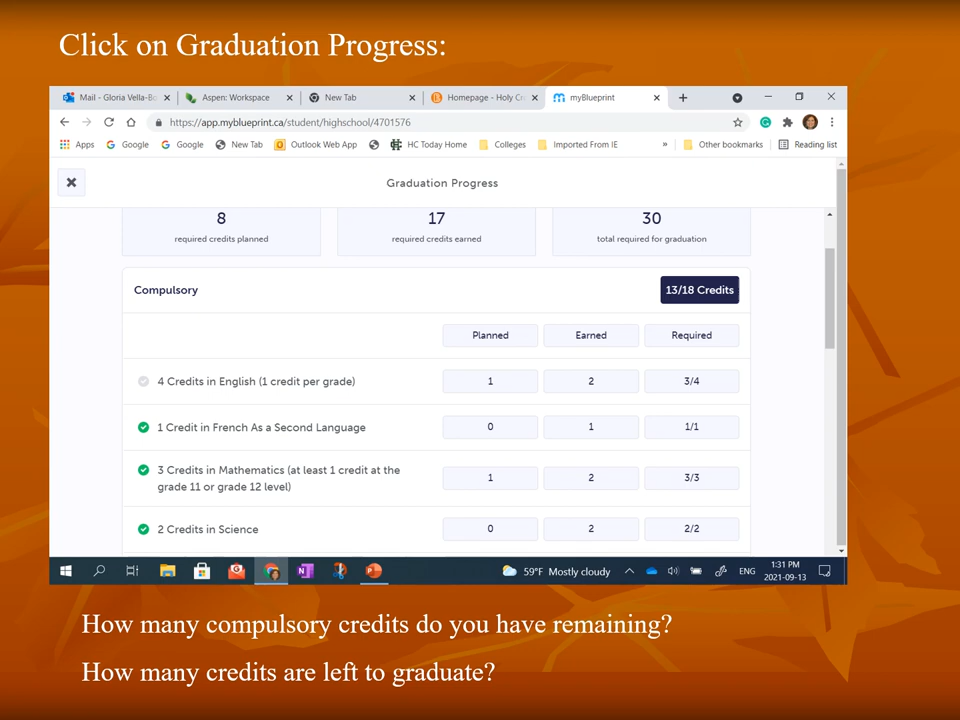 Click on Graduation Progress:
Mail - Gloria Vella-Bo
Aspen: Workspace
New Tab
Homepage - Holy Cr
myBlueprint
https://app.myblueprint.ca/student/highschool/4701576
Apps
Google
Google
New Tab
Outlook Web App
HC Today Home
Colleges
Imported From IE
»
Other bookmarks
Reading list
Graduation Progress
8
17
30
required credits planned
required credits earned
total required for graduation
Compulsory
13/18 Credits
Planned
Earned
Required
4 Credits in English (1 credit per grade)
1
2
3/4
1 Credit in French As a Second Language
0
1
1/1
3 Credits in Mathematics (at least 1 credit at the
grade 11 or grade 12 level)
1
2
3/3
2 Credits in Science
0
2
2/2
59°F Mostly cloudy
ENG
1:31 PM
2021-09-13
How many compulsory credits do you have remaining?
How many credits are left to graduate?